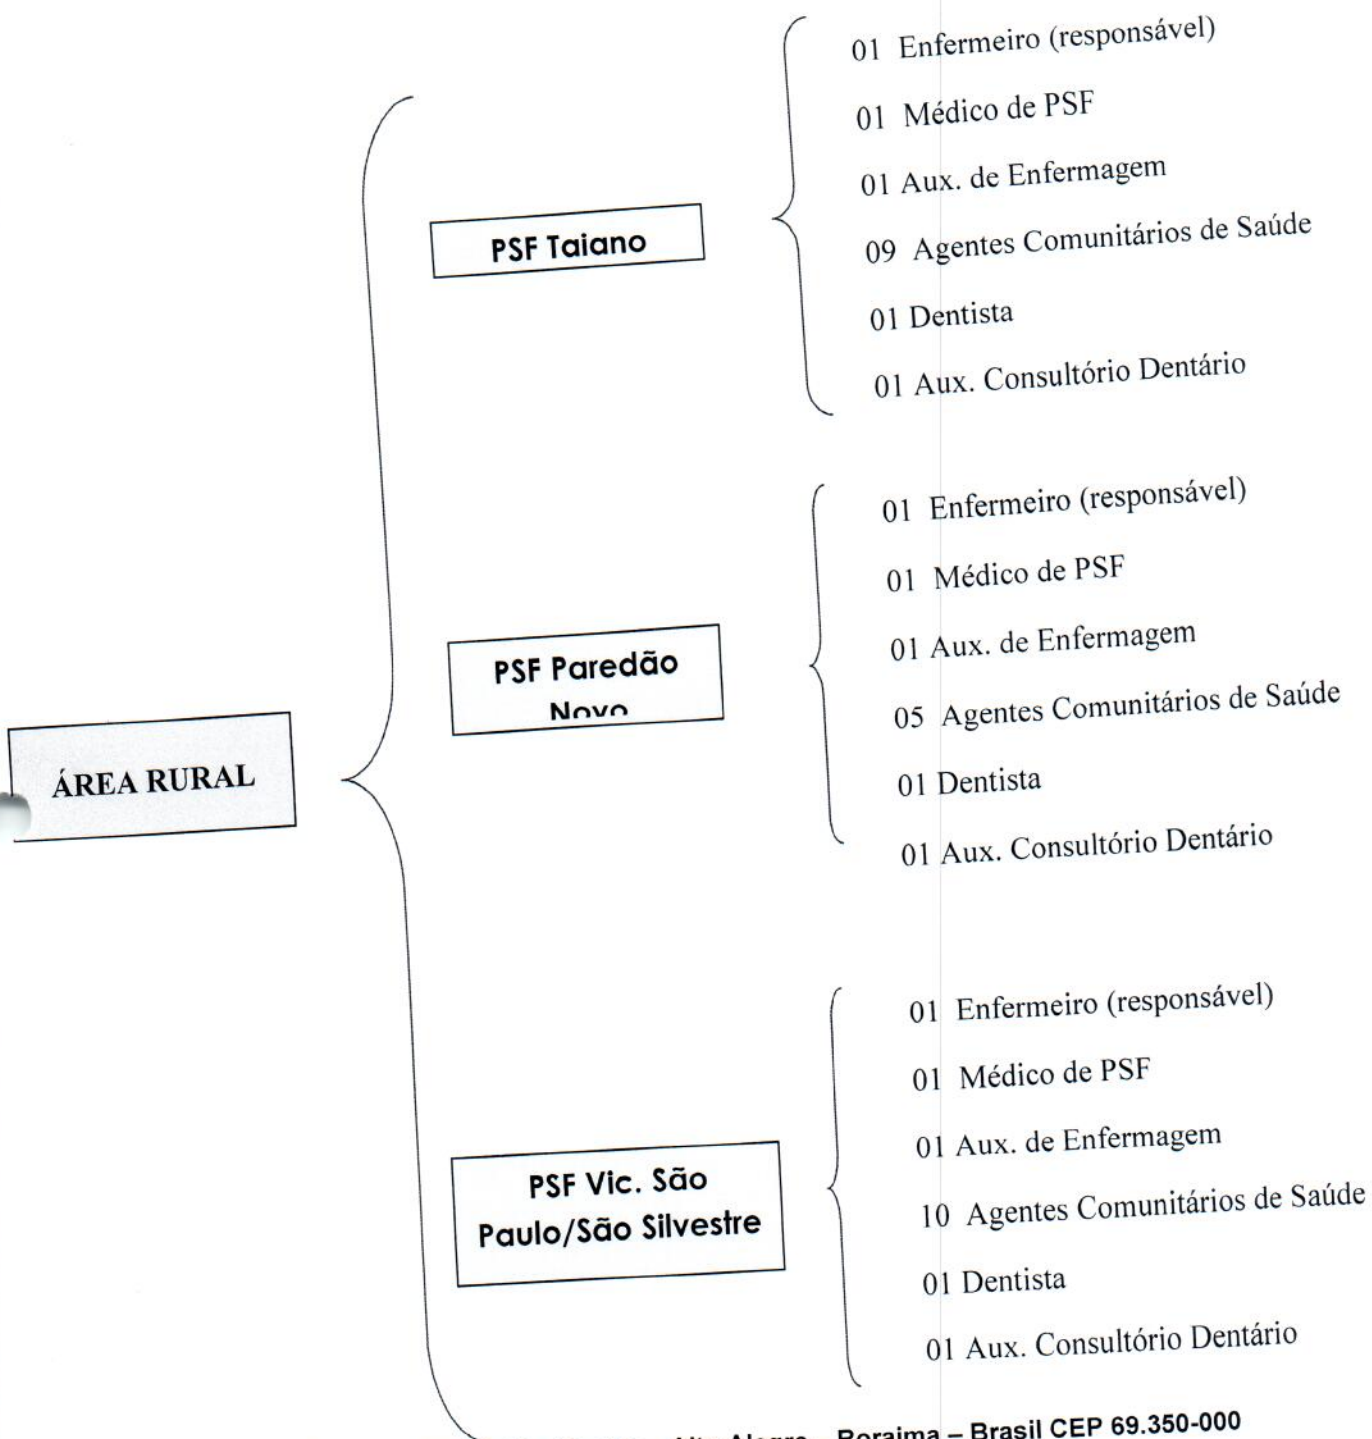 ÁREA RURAL
PSF Taiano
01 Enfermeiro (responsável)
01 Médico de PSF
01 Aux. de Enfermagem
09 Agentes Comunitários de Saúde
01 Dentista
01 Aux. Consultório Dentário
PSF Paredão
Novo
01 Enfermeiro (responsável)
01 Médico de PSF
01 Aux. de Enfermagem
05 Agentes Comunitários de Saúde
01 Dentista
01 Aux. Consultório Dentário
PSF Vic. São
Paulo/São Silvestre
01 Enfermeiro (responsável)
01 Médico de PSF
01 Aux. de Enfermagem
10 Agentes Comunitários de Saúde
01 Dentista
01 Aux. Consultório Dentário
Alto Alegre – Roraima – Brasil CEP 69.350-000